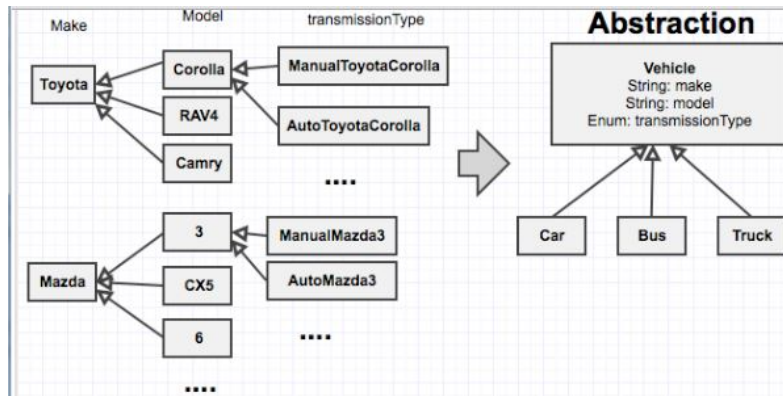 Make
Model
transmissionType
Abstraction
Toyota
Corolla
RAV4
Camry
ManualToyotaCorolla
AutoToyotaCorolla
....
Mazda
3
CX5
6
....
ManualMazda3
AutoMazda3
....
Vehicle
String: make
String: model
Enum: transmissionType
Car
Bus
Truck